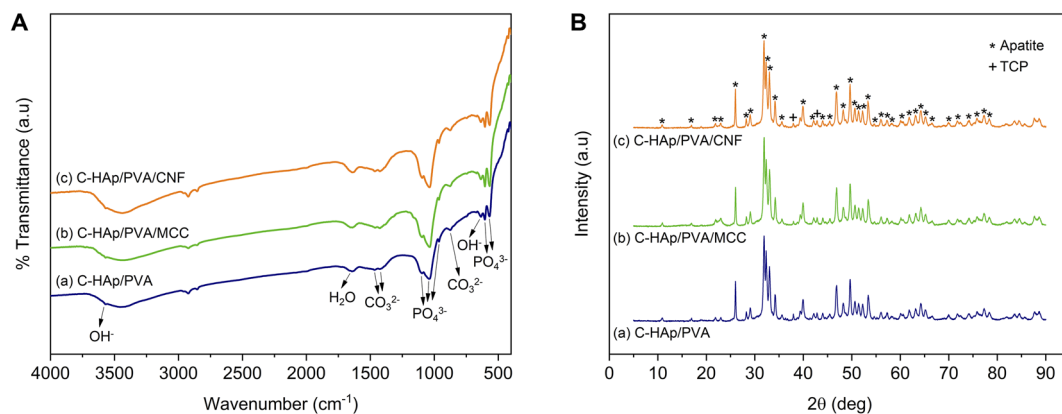 A
% Transmittance (a.u)
(c) C-HAp/PVA/CNF
(b) C-HAp/PVA/MCC
(a) C-HAp/PVA
OH⁻
H₂O
CO₃²⁻
PO₄³⁻
CO₃²⁻
OH⁻
PO₄³⁻
4000 3500 3000 2500 2000 1500 1000 500
Wavenumber (cm⁻¹)
B
Intensity (a.u)
* Apatite
+ TCP
(c) C-HAp/PVA/CNF
(b) C-HAp/PVA/MCC
(a) C-HAp/PVA
0 10 20 30 40 50 60 70 80 90
2θ (deg)